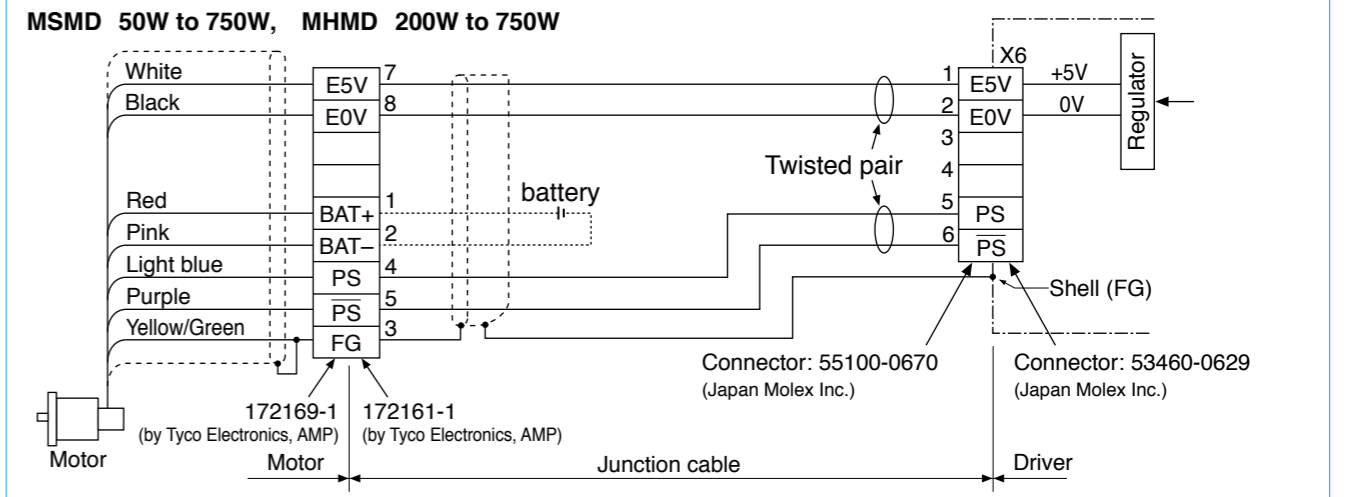 MSMD 50W to 750W, MHMD 200W to 750W
White
Black
Red
Pink
Light blue
Purple
Yellow/Green
E5V
E0V
BAT+
BAT–
PS
P̅S̅
FG
7
8
1
2
4
5
3
battery
Twisted pair
X6
1
2
3
4
5
6
E5V
E0V
PS
P̅S̅
+5V
0V
Regulator
Shell (FG)
172169-1
(by Tyco Electronics, AMP)
172161-1
(by Tyco Electronics, AMP)
Connector: 55100-0670
(Japan Molex Inc.)
Connector: 53460-0629
(Japan Molex Inc.)
Motor
Motor
Junction cable
Driver